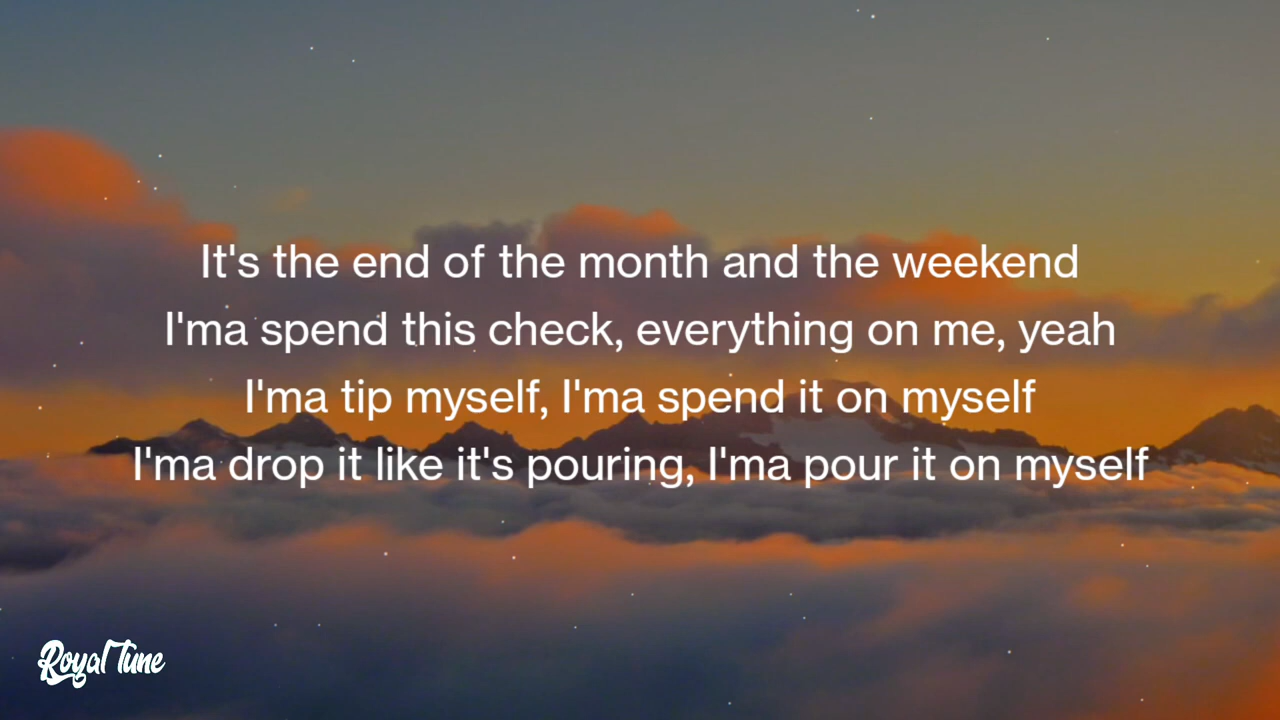 It's the end of the month and the weekend
I'ma spend this check, everything on me, yeah
I'ma tip myself, I'ma spend it on myself
I'ma drop it like it's pouring, I'ma pour it on myself
Royal Tune